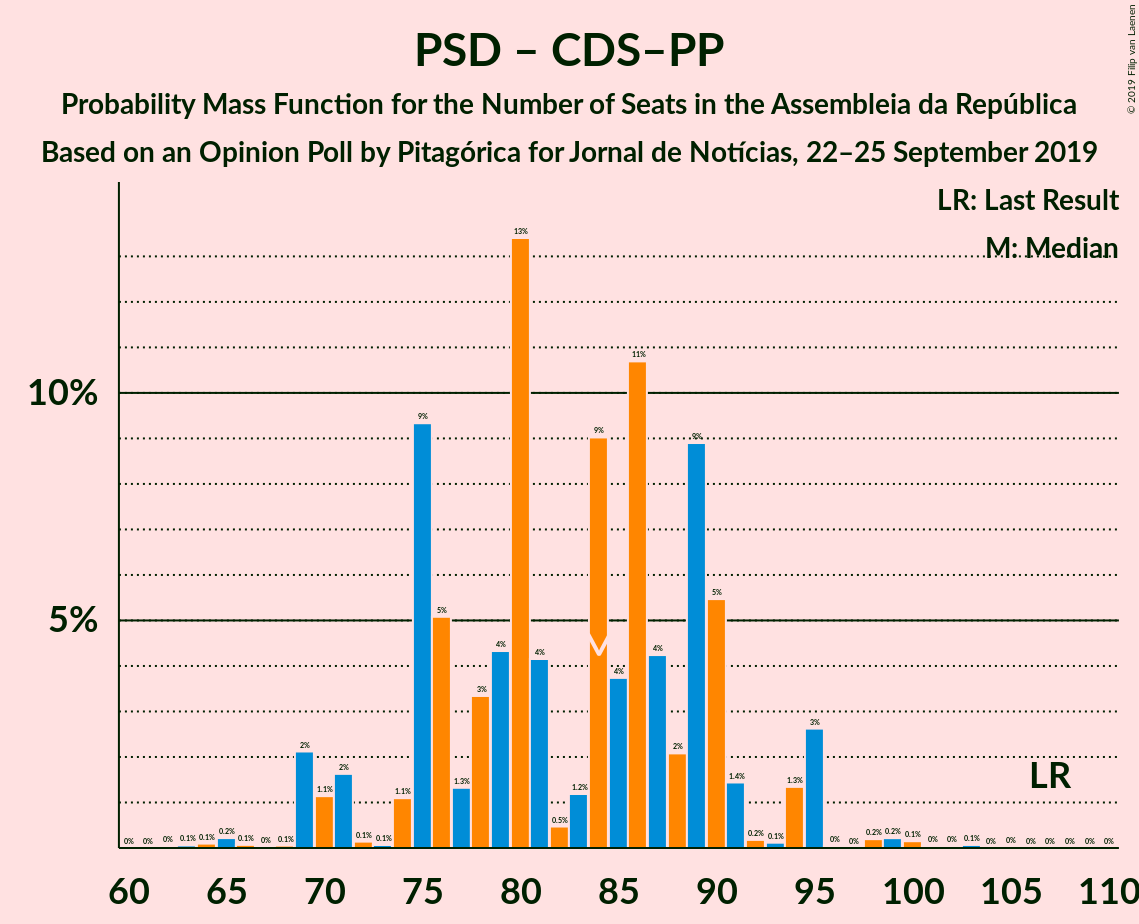 PSD – CDS–PP
Probability Mass Function for the Number of Seats in the Assembleia da República
Based on an Opinion Poll by Pitagórica for Jornal de Notícias, 22–25 September 2019
© 2019 Filip van Laenen
LR: Last Result
M: Median
10%
5%
0% 0% 0% 0.1% 0.1% 0.2% 0.1% 0% 0.1% 2% 1.1% 2% 0.1% 0.1% 1.1% 9% 5% 1.3% 3% 4% 13% 4% 0.5% 1.2% 9% 4% 11% 4% 2% 9% 5% 1.4% 0.2% 0.1% 1.3% 3% 0% 0% 0.2% 0.2% 0.1% 0% 0% 0.1% 0% 0% 0% 0% 0% 0% 0%
LR
60 65 70 75 80 85 90 95 100 105 110